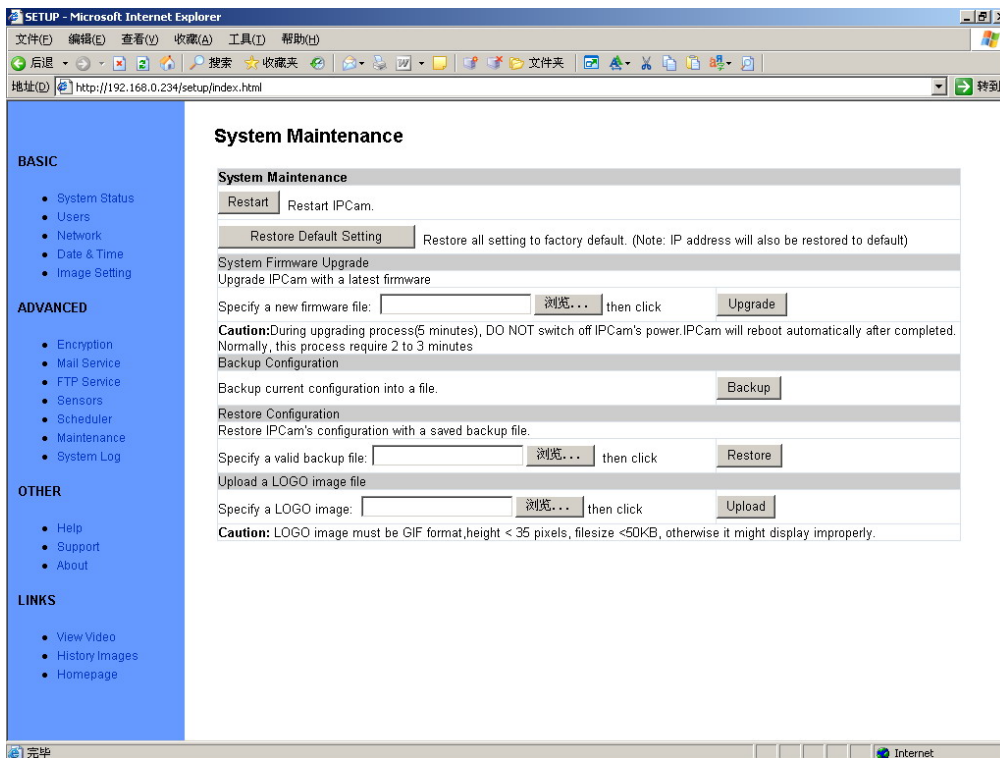 SETUP - Microsoft Internet Explorer
文件(F) 编辑(E) 查看(V) 收藏(A) 工具(T) 帮助(H)
后退 搜索 收藏夹 文件夹
地址(D) http://192.168.0.234/setup/index.html 转到
System Maintenance
BASIC
System Status
Users
Network
Date & Time
Image Setting
ADVANCED
Encryption
Mail Service
FTP Service
Sensors
Scheduler
Maintenance
System Log
OTHER
Help
Support
About
LINKS
View Video
History Images
Homepage
System Maintenance
Restart Restart IPCam.
Restore Default Setting Restore all setting to factory default. (Note: IP address will also be restored to default)
System Firmware Upgrade
Upgrade IPCam with a latest firmware
Specify a new firmware file: 浏览... then click Upgrade
Caution:During upgrading process(5 minutes), DO NOT switch off IPCam's power.IPCam will reboot automatically after completed.
Normally, this process require 2 to 3 minutes
Backup Configuration
Backup current configuration into a file. Backup
Restore Configuration
Restore IPCam's configuration with a saved backup file.
Specify a valid backup file: 浏览... then click Restore
Upload a LOGO image file
Specify a LOGO image: 浏览... then click Upload
Caution: LOGO image must be GIF format,height < 35 pixels, filesize <50KB, otherwise it might display improperly.
完毕 Internet